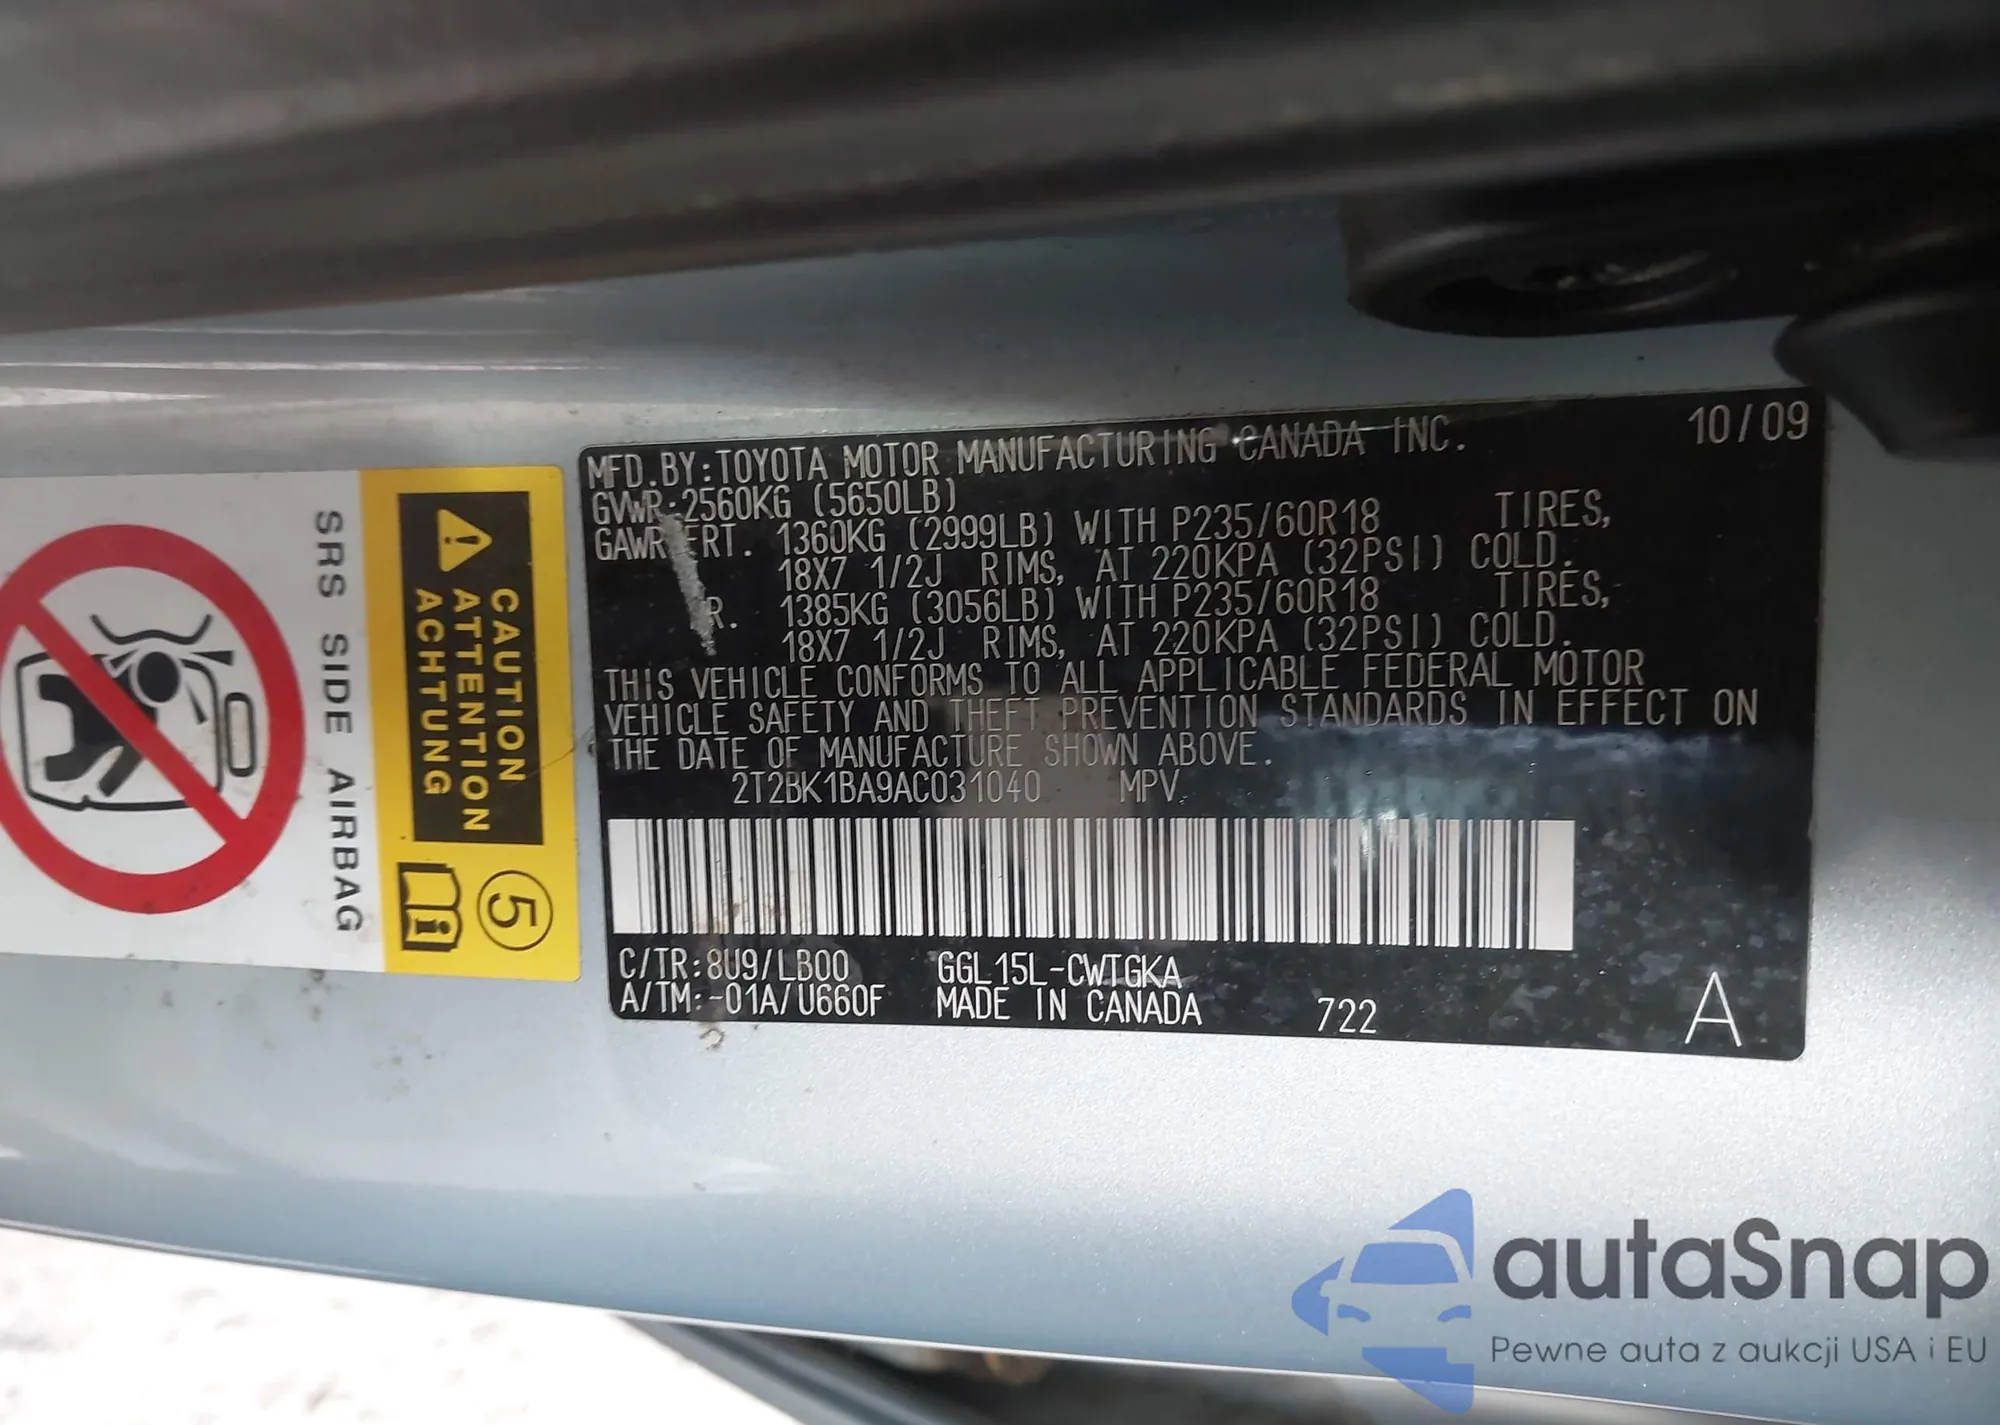 MFD.BY:TOYOTA MOTOR MANUFACTURING CANADA INC. 10/09
GVWR:2560KG (5650LB)
GAWR FRT. 1360KG (2999LB) WITH P235/60R18 TIRES,
18X7 1/2J RIMS, AT 220KPA (32PSI) COLD.
R. 1385KG (3056LB) WITH P235/60R18 TIRES,
18X7 1/2J RIMS, AT 220KPA (32PSI) COLD.
THIS VEHICLE CONFORMS TO ALL APPLICABLE FEDERAL MOTOR
VEHICLE SAFETY AND THEFT PREVENTION STANDARDS IN EFFECT ON
THE DATE OF MANUFACTURE SHOWN ABOVE.
2T2BK1BA9AC031040 MPV
C/TR:8U9/LB00 GGL15L-CWTGKA
A/TM:-01A/U660F MADE IN CANADA 722 A
CAUTION
ATTENTION
ACHTUNG
5
i
SRS SIDE AIRBAG
autaSnap
Pewne auta z aukcji USA i EU